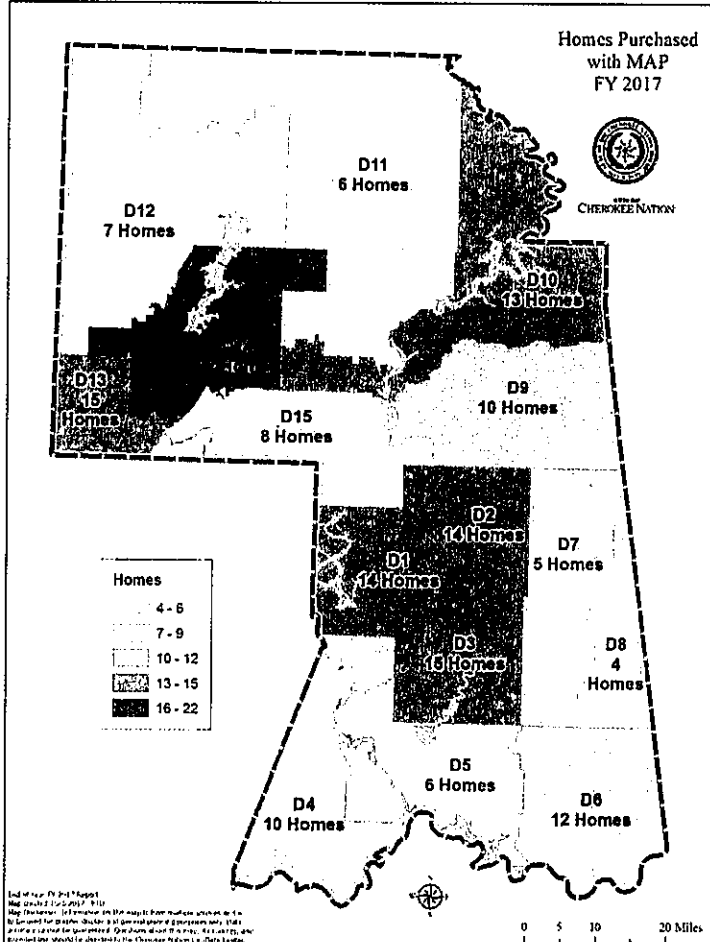 Homes Purchased
with MAP
FY 2017
CHEROKEE NATION
D11
6 Homes
D12
7 Homes
D10
13 Homes
D13
15
Homes
D9
10 Homes
D15
8 Homes
D2
14 Homes
D7
5 Homes
D1
14 Homes
D3
15 Homes
D8
4
Homes
D5
6 Homes
D4
10 Homes
D6
12 Homes
Homes
4 - 6
7 - 9
10 - 12
13 - 15
16 - 22
0 5 10 20 Miles